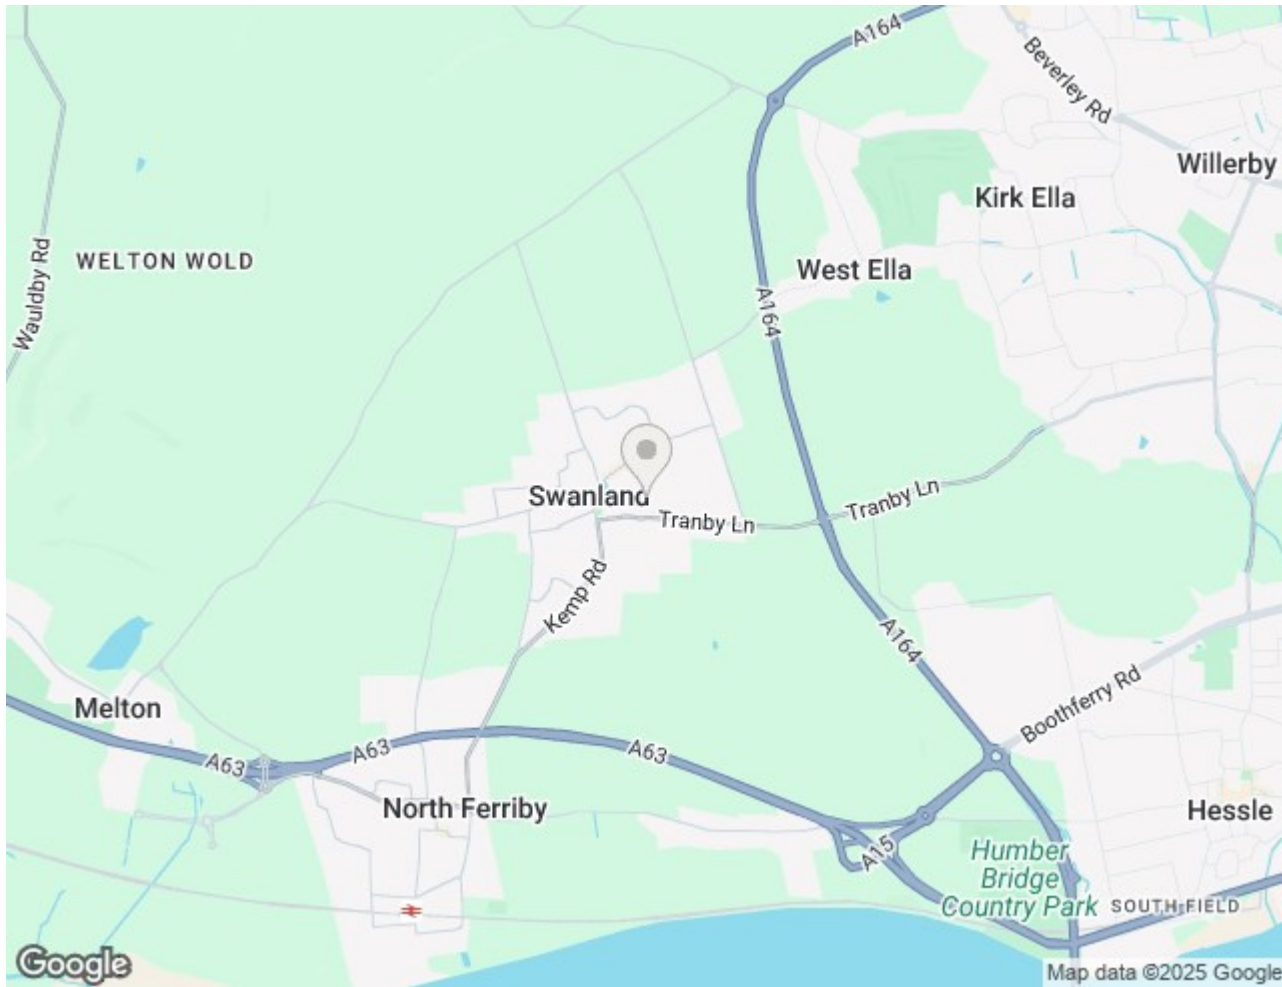 A164
Beverley Rd
Willerby
Kirk Ella
Wauldby Rd
WELTON WOLD
West Ella
A164
Swanland
Tranby Ln
Tranby Ln
Kemp Rd
A164
Boothferry Rd
Melton
A63
A63
A63
North Ferriby
A15
Hessle
Humber
Bridge
Country Park
SOUTH FIELD
Google
Map data ©2025 Google